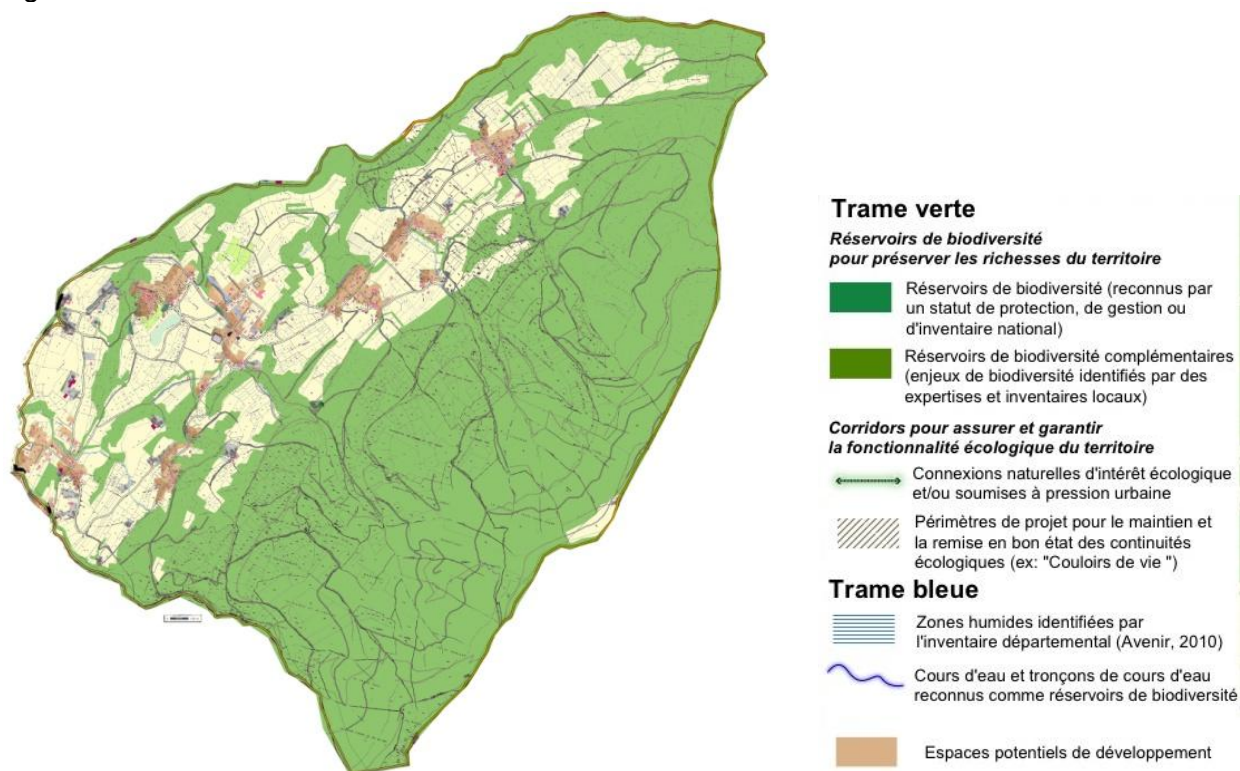 Trame verte
Réservoirs de biodiversité
pour préserver les richesses du territoire
Réservoirs de biodiversité (reconnus par
un statut de protection, de gestion ou
d'inventaire national)
Réservoirs de biodiversité complémentaires
(enjeux de biodiversité identifiés par des
expertises et inventaires locaux)
Corridors pour assurer et garantir
la fonctionnalité écologique du territoire
Connexions naturelles d'intérêt écologique
et/ou soumises à pression urbaine
Périmètres de projet pour le maintien et
la remise en bon état des continuités
écologiques (ex: "Couloirs de vie ")
Trame bleue
Zones humides identifiées par
l'inventaire départemental (Avenir, 2010)
Cours d'eau et tronçons de cours d'eau
reconnus comme réservoirs de biodiversité
Espaces potentiels de développement